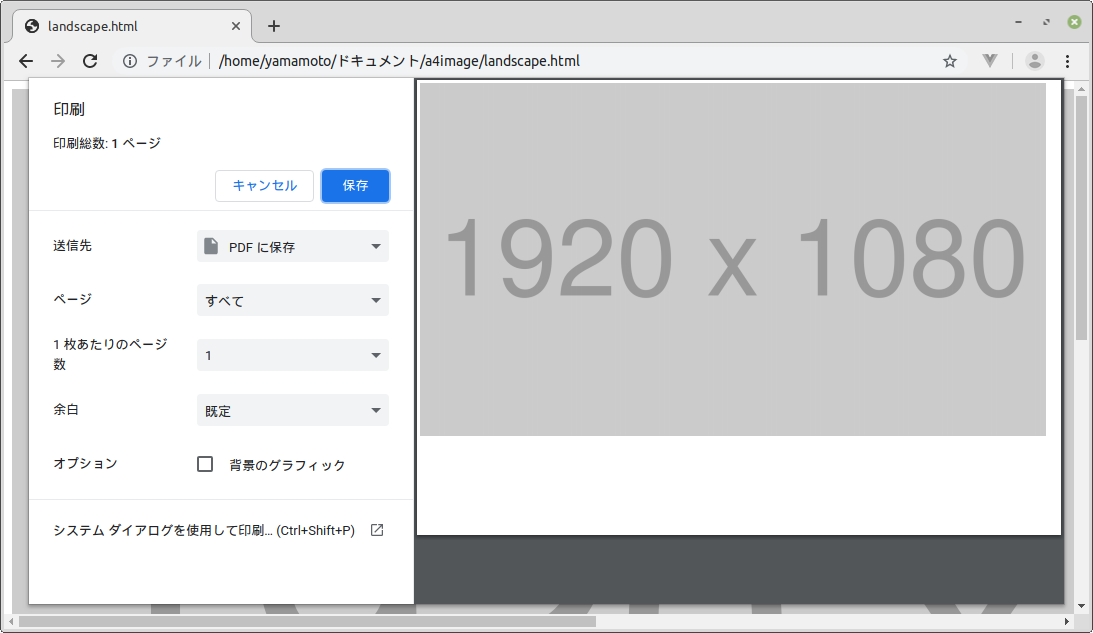 landscape.html
ファイル
/home/yamamoto/ドキュメント/a4image/landscape.html
印刷
印刷総数: 1 ページ
キャンセル
保存
送信先
PDF に保存
ページ
すべて
1 枚あたりのページ
数
1
余白
既定
オプション
背景のグラフィック
システム ダイアログを使用して印刷... (Ctrl+Shift+P)
1920 x 1080